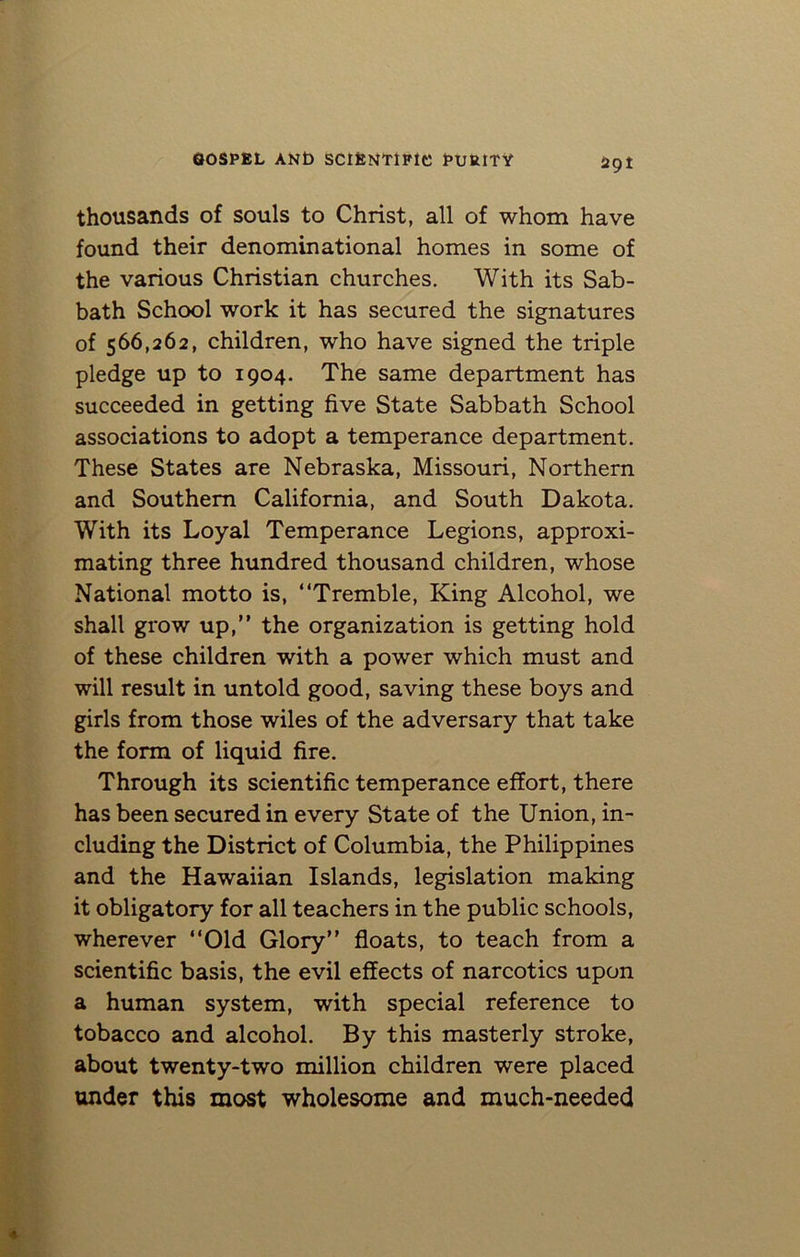 GOSPEL AND SCIENTIFIC PURITY 291
thousands of souls to Christ, all of whom have
found their denominational homes in some of
the various Christian churches. With its Sab-
bath School work it has secured the signatures
of 566,262, children, who have signed the triple
pledge up to 1904. The same department has
succeeded in getting five State Sabbath School
associations to adopt a temperance department.
These States are Nebraska, Missouri, Northern
and Southern California, and South Dakota.
With its Loyal Temperance Legions, approxi-
mating three hundred thousand children, whose
National motto is, "Tremble, King Alcohol, we
shall grow up," the organization is getting hold
of these children with a power which must and
will result in untold good, saving these boys and
girls from those wiles of the adversary that take
the form of liquid fire.
Through its scientific temperance effort, there
has been secured in every State of the Union, in-
cluding the District of Columbia, the Philippines
and the Hawaiian Islands, legislation making
it obligatory for all teachers in the public schools,
wherever "Old Glory" floats, to teach from a
scientific basis, the evil effects of narcotics upon
a human system, with special reference to
tobacco and alcohol. By this masterly stroke,
about twenty-two million children were placed
under this most wholesome and much-needed